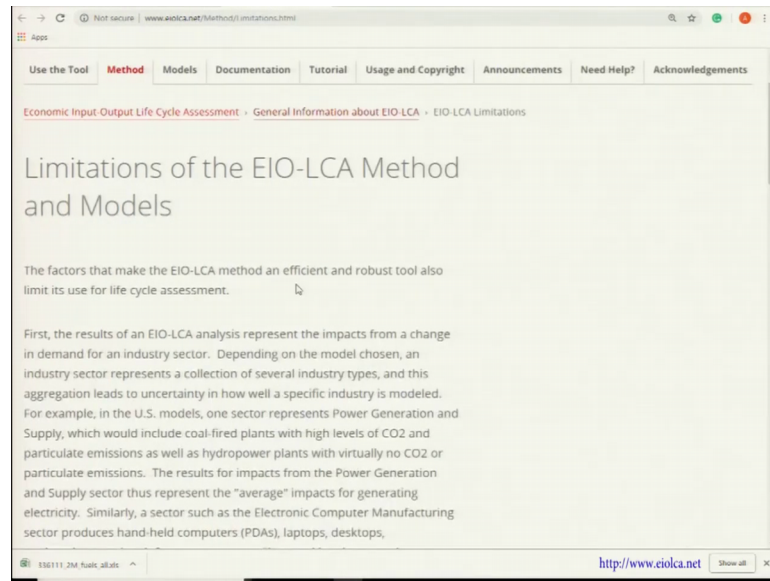 Not secure | www.eiolca.net/Method/Limitations.html
Apps
Use the Tool Method Models Documentation Tutorial Usage and Copyright Announcements Need Help? Acknowledgements
Economic Input-Output Life Cycle Assessment › General Information about EIO-LCA › EIO-LCA Limitations
Limitations of the EIO-LCA Method
and Models
The factors that make the EIO-LCA method an efficient and robust tool also
limit its use for life cycle assessment.
First, the results of an EIO-LCA analysis represent the impacts from a change
in demand for an industry sector. Depending on the model chosen, an
industry sector represents a collection of several industry types, and this
aggregation leads to uncertainty in how well a specific industry is modeled.
For example, in the U.S. models, one sector represents Power Generation and
Supply, which would include coal-fired plants with high levels of CO2 and
particulate emissions as well as hydropower plants with virtually no CO2 or
particulate emissions. The results for impacts from the Power Generation
and Supply sector thus represent the "average" impacts for generating
electricity. Similarly, a sector such as the Electronic Computer Manufacturing
sector produces hand-held computers (PDAs), laptops, desktops,
http://www.eiolca.net Show all